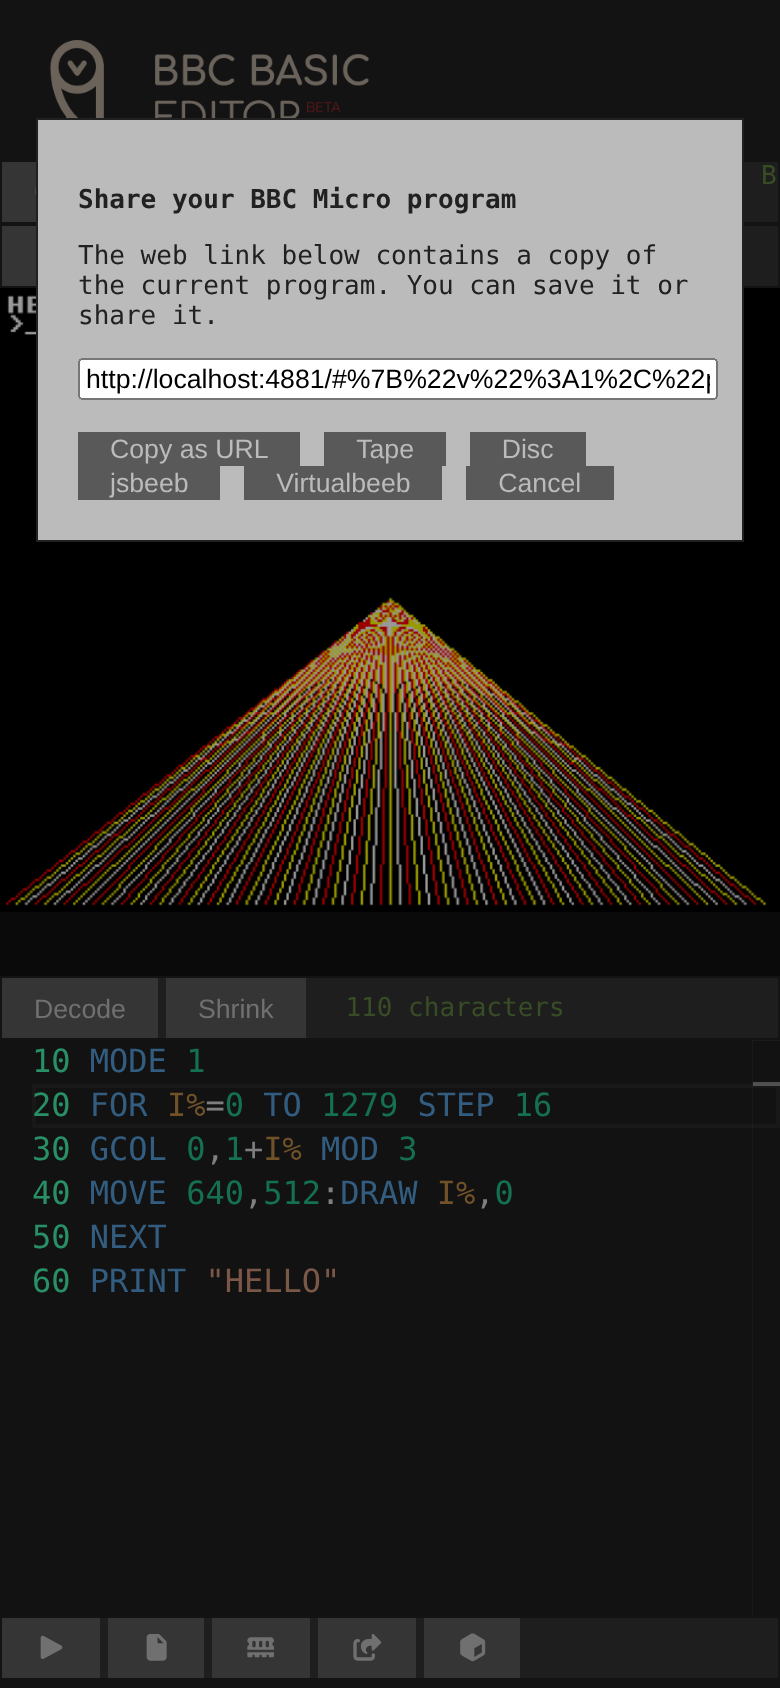 BBC BASIC
EDITOR BETA
B
Share your BBC Micro program
The web link below contains a copy of
the current program. You can save it or
share it.
HE
>_
http://localhost:4881/#%7B%22v%22%3A1%2C%22
Copy as URL Tape Disc
jsbeeb Virtualbeeb Cancel
Decode Shrink 110 characters
10 MODE 1
20 FOR I%=0 TO 1279 STEP 16
30 GCOL 0,1+I% MOD 3
40 MOVE 640,512:DRAW I%,0
50 NEXT
60 PRINT "HELLO"